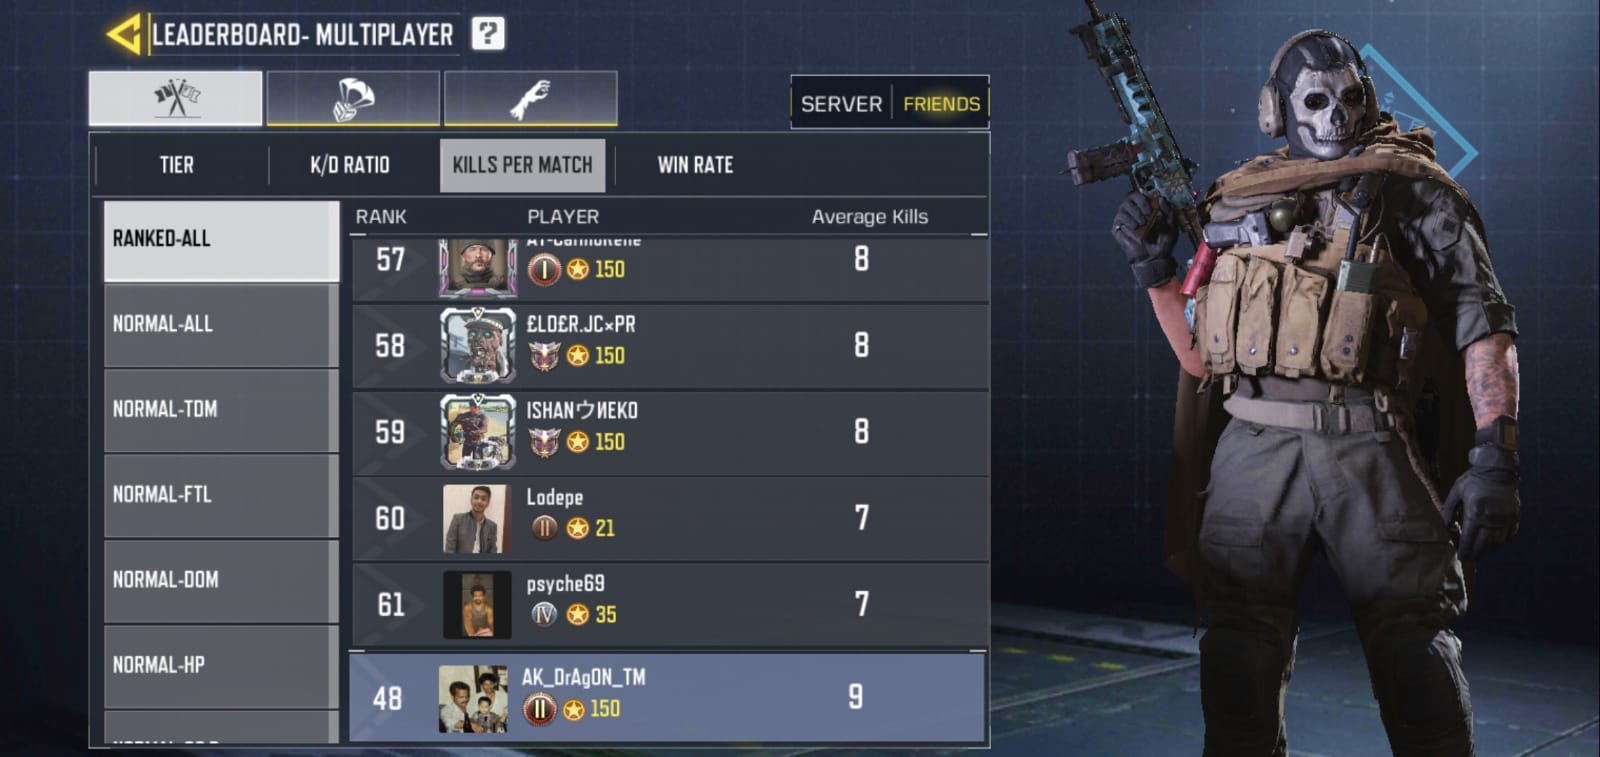 LEADERBOARD- MULTIPLAYER ?
SERVER FRIENDS
TIER K/D RATIO KILLS PER MATCH WIN RATE
RANKED-ALL
NORMAL-ALL
NORMAL-TDM
NORMAL-FTL
NORMAL-DOM
NORMAL-HP
RANK PLAYER Average Kills
57 I 150 8
58 £LD£R.JC×PR 150 8
59 ISHANウИEKO 150 8
60 Lodepe II 21 7
61 psyche69 IV 35 7
48 AK_DrAgON_TM II 150 9